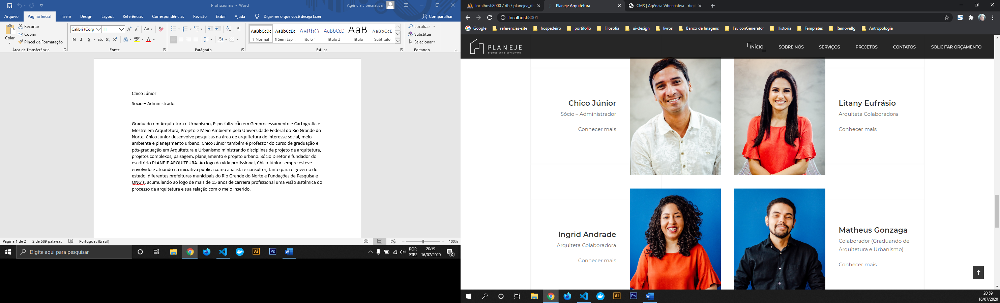 Profissionais - Word
Agência vibecriativa
Arquivo
Página Inicial
Inserir
Design
Layout
Referências
Correspondências
Revisão
Exibir
Ajuda
Diga-me o que você deseja fazer
Compartilhar
Colar
Recortar
Copiar
Pincel de Formatação
Área de Transferência
Calibri (Corp
11
Aa
N I S abc x₂ x²
Fonte
Parágrafo
AaBbCcDc
¶ Normal
AaBbCcDc
¶ Sem Esp...
AaBbCc
Título 1
AaBbCcD
Título 2
AaB
Título
AaBbCcD
Subtítulo
Estilos
Localizar
Substituir
Selecionar
Editando
Chico Júnior
Sócio – Administrador
Graduado em Arquitetura e Urbanismo, Especialização em Geoprocessamento e Cartografia e
Mestre em Arquitetura, Projeto e Meio Ambiente pela Universidade Federal do Rio Grande do
Norte, Chico Júnior desenvolve pesquisas na área de arquitetura de interesse social, meio
ambiente e planejamento urbano. Chico Júnior também é professor do curso de graduação e
pós-graduação em Arquitetura e Urbanismo ministrando disciplinas de projeto de arquitetura,
projetos complexos, paisagem, planejamento e projeto urbano. Sócio Diretor e fundador do
escritório PLANEJE ARQUITEURA. Ao logo da vida profissional, Chico Júnior sempre esteve
envolvido e atuando na iniciativa pública como analista e consultor, tanto para o governo do
estado, diferentes prefeituras municipais do Rio Grande do Norte e Fundações de Pesquisa e
ONG's, acumulando ao logo de mais de 15 anos de carreira profissional uma visão sistémica do
processo de arquitetura e sua relação com o meio inserido.
Página 1 de 2
2 de 589 palavras
Português (Brasil)
100%
Digite aqui para pesquisar
Ai
Ps
POR
PTB2
20:59
16/07/2020
2
localhost:8000 / db / planejea_db
Planeje Arquitetura
CMS | Agência Vibecriativa - digi
localhost:8001
Google
referencias-site
hospedeiro
portifolio
Filosofia
ui-design
livros
Banco de Imagens
FaviconGenerator
Historia
Templates
RemoveBg
Antropologia
PLANEJE
arquitetura e consultoria
INÍCIO
SOBRE NÓS
SERVIÇOS
PROJETOS
CONTATOS
SOLICITAR ORÇAMENTO
Chico Júnior
Sócio – Administrador
Conhecer mais
Litany Eufrásio
Arquiteta Colaboradora
Conhecer mais
Ingrid Andrade
Arquiteta Colaboradora
Conhecer mais
Matheus Gonzaga
Colaborador (Graduando de
Arquitetura e Urbanismo)
Conhecer mais
Ai
Ps
20:59
16/07/2020